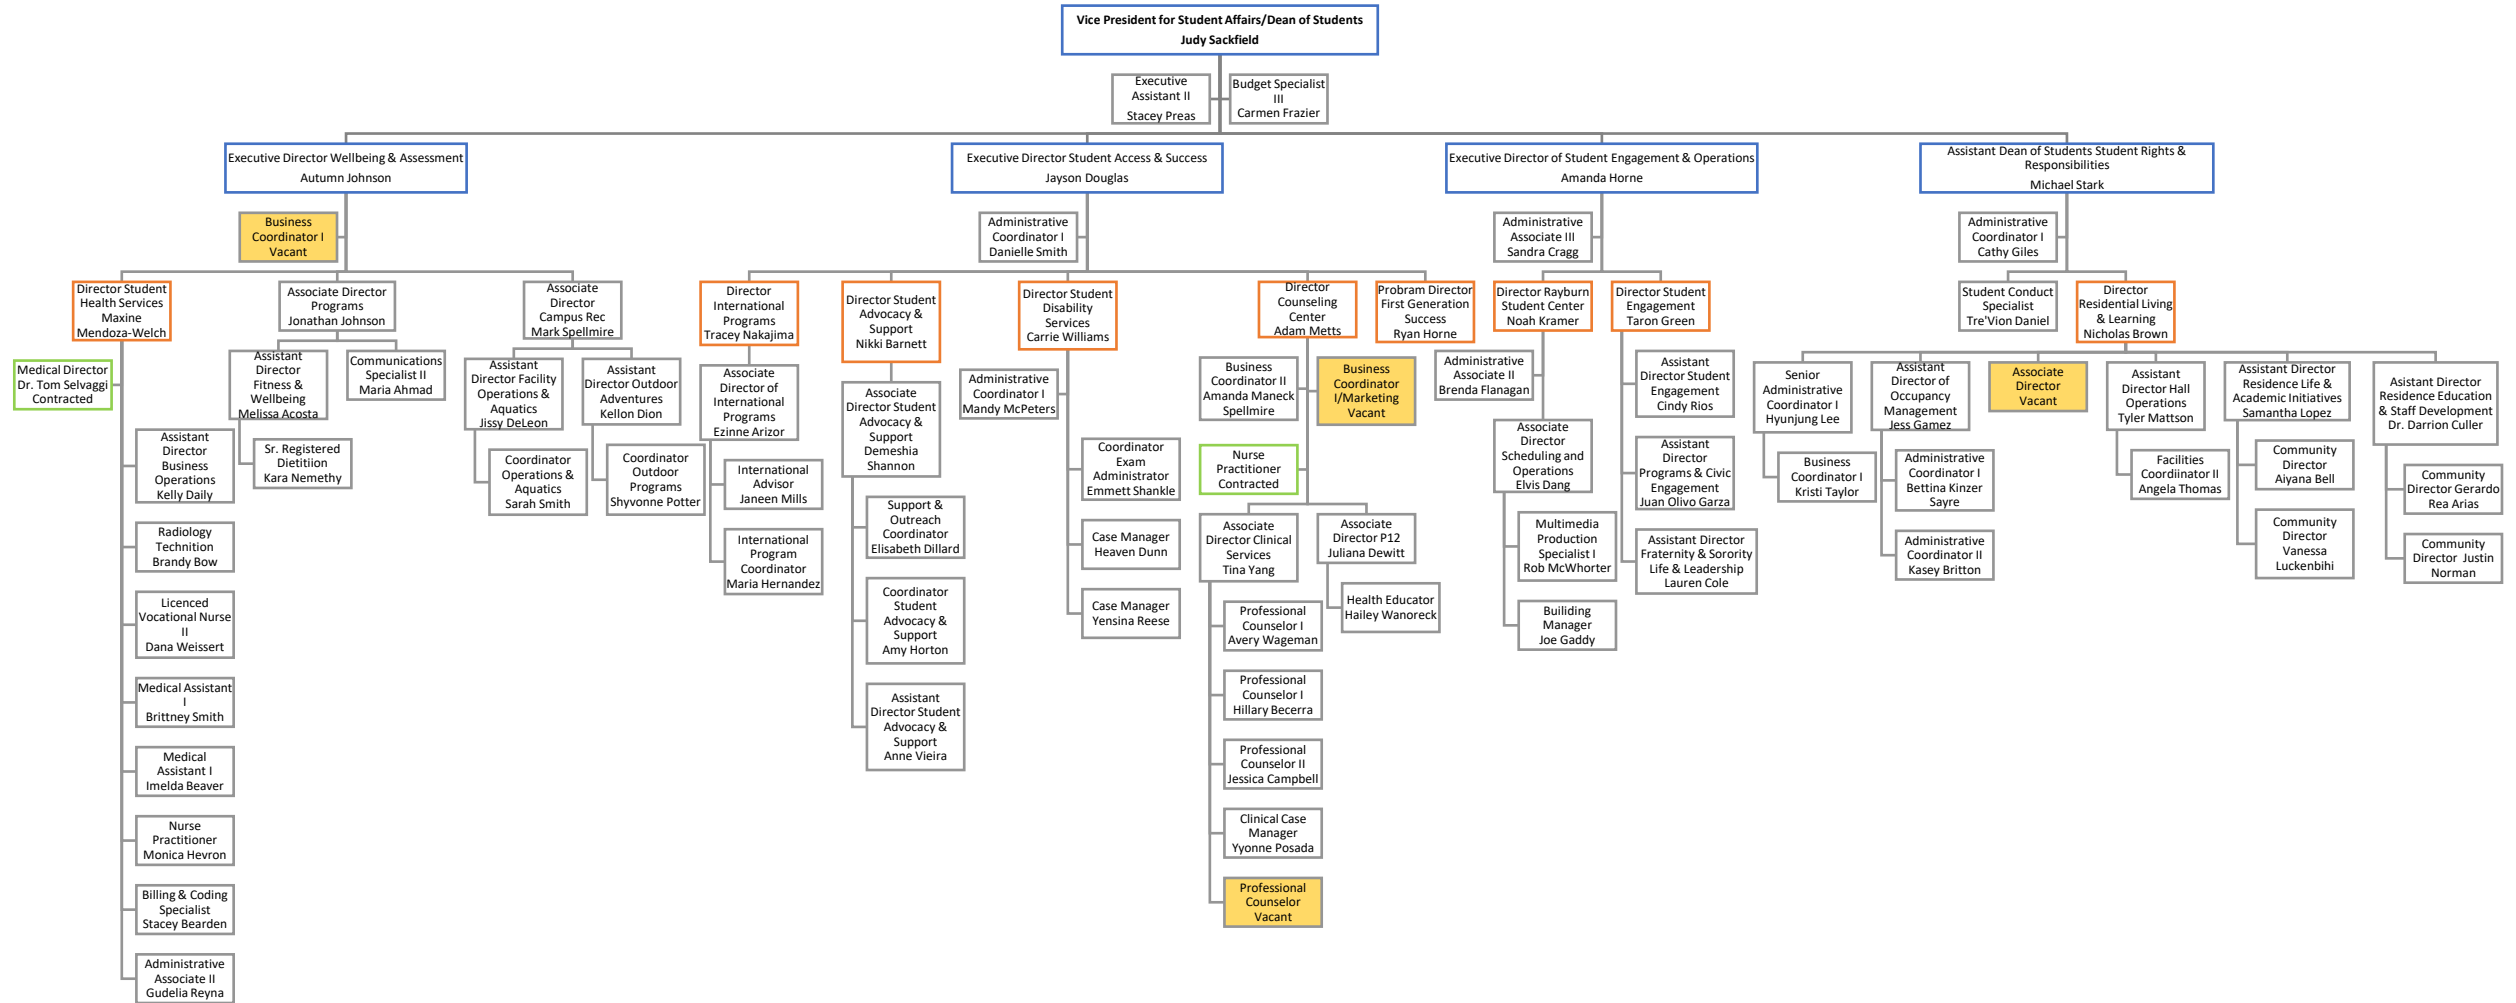 Vice President for Student Affairs/Dean of Students
Judy Sackfield
Executive
Assistant II
Stacey Preas
Budget Specialist
III
Carmen Frazier
Executive Director Wellbeing & Assessment
Autumn Johnson
Executive Director Student Access & Success
Jayson Douglas
Executive Director of Student Engagement & Operations
Amanda Horne
Assistant Dean of Students Student Rights &
Responsibilities
Michael Stark
Business
Coordinator I
Vacant
Administrative
Coordinator I
Danielle Smith
Administrative
Associate III
Sandra Cragg
Administrative
Coordinator I
Cathy Giles
Director Student
Health Services
Maxine
Mendoza-Welch
Associate Director
Programs
Jonathan Johnson
Associate
Director
Campus Rec
Mark Spellmire
Director
International
Programs
Tracey Nakajima
Director Student
Advocacy &
Support
Nikki Barnett
Director Student
Disability
Services
Carrie Williams
Director
Counseling
Center
Adam Metts
Probram Director
First Generation
Success
Ryan Horne
Director Rayburn
Student Center
Noah Kramer
Director Student
Engagement
Taron Green
Student Conduct
Specialist
Tre'Vion Daniel
Director
Residential Living
& Learning
Nicholas Brown
Medical Director
Dr. Tom Selvaggi
Contracted
Assistant
Director
Fitness &
Wellbeing
Melissa Acosta
Communications
Specialist II
Maria Ahmad
Assistant
Director Facility
Operations &
Aquatics
Jissy DeLeon
Assistant
Director Outdoor
Adventures
Kellon Dion
Associate
Director of
International
Programs
Ezinne Arizor
Associate
Director Student
Advocacy &
Support
Demeshia
Shannon
Administrative
Coordinator I
Mandy McPeters
Business
Coordinator II
Amanda Maneck
Spellmire
Business
Coordinator
I/Marketing
Vacant
Administrative
Associate II
Brenda Flanagan
Assistant
Director Student
Engagement
Cindy Rios
Senior
Administrative
Coordinator I
Hyunjung Lee
Assistant
Director of
Occupancy
Management
Jess Gamez
Associate
Director
Vacant
Assistant
Director Hall
Operations
Tyler Mattson
Assistant Director
Residence Life &
Academic Initiatives
Samantha Lopez
Asistant Director
Residence Education
& Staff Development
Dr. Darrion Culler
Assistant
Director
Business
Operations
Kelly Daily
Sr. Registered
Dietitiion
Kara Nemethy
Coordinator
Operations &
Aquatics
Sarah Smith
Coordinator
Outdoor
Programs
Shyvonne Potter
International
Advisor
Janeen Mills
Coordinator
Exam
Administrator
Emmett Shankle
Nurse
Practitioner
Contracted
Associate
Director
Scheduling and
Operations
Elvis Dang
Assistant
Director
Programs & Civic
Engagement
Juan Olivo Garza
Business
Coordinator I
Kristi Taylor
Administrative
Coordinator I
Bettina Kinzer
Sayre
Facilities
Coordinator II
Angela Thomas
Community
Director
Aiyana Bell
Community
Director Gerardo
Rea Arias
Radiology
Technition
Brandy Bow
International
Program
Coordinator
Maria Hernandez
Support &
Outreach
Coordinator
Elisabeth Dillard
Case Manager
Heaven Dunn
Associate
Director Clinical
Services
Tina Yang
Associate
Director P12
Juliana Dewitt
Multimedia
Production
Specialist I
Rob McWhorter
Assistant Director
Fraternity & Sorority
Life & Leadership
Lauren Cole
Administrative
Coordinator II
Kasey Britton
Community
Director
Vanessa
Luckenbihi
Community
Director Justin
Norman
Licenced
Vocational Nurse
II
Dana Weissert
Coordinator
Student
Advocacy &
Support
Amy Horton
Case Manager
Yensina Reese
Professional
Counselor I
Avery Wageman
Health Educator
Hailey Wanoreck
Builiding
Manager
Joe Gaddy
Medical Assistant
I
Brittney Smith
Assistant
Director Student
Advocacy &
Support
Anne Vieira
Professional
Counselor I
Hillary Becerra
Medical
Assistant I
Imelda Beaver
Professional
Counselor II
Jessica Campbell
Nurse
Practitioner
Monica Hevron
Clinical Case
Manager
Yyonne Posada
Billing & Coding
Specialist
Stacey Bearden
Professional
Counselor
Vacant
Administrative
Associate II
Gudelia Reyna